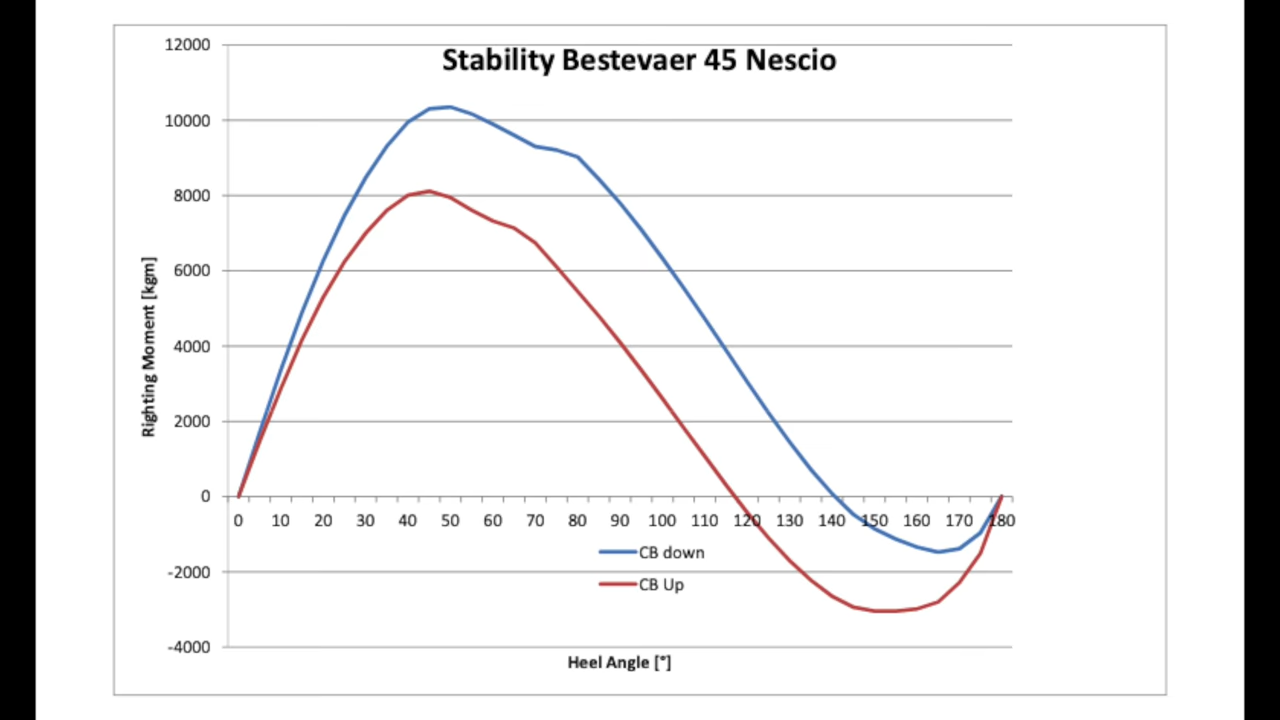 Stability Bestevaer 45 Nescio
12000
10000
8000
6000
4000
2000
0
-2000
-4000
Righting Moment [kgm]
0 10 20 30 40 50 60 70 80 90 100 110 120 130 140 150 160 170 180
CB down
CB Up
Heel Angle [°]